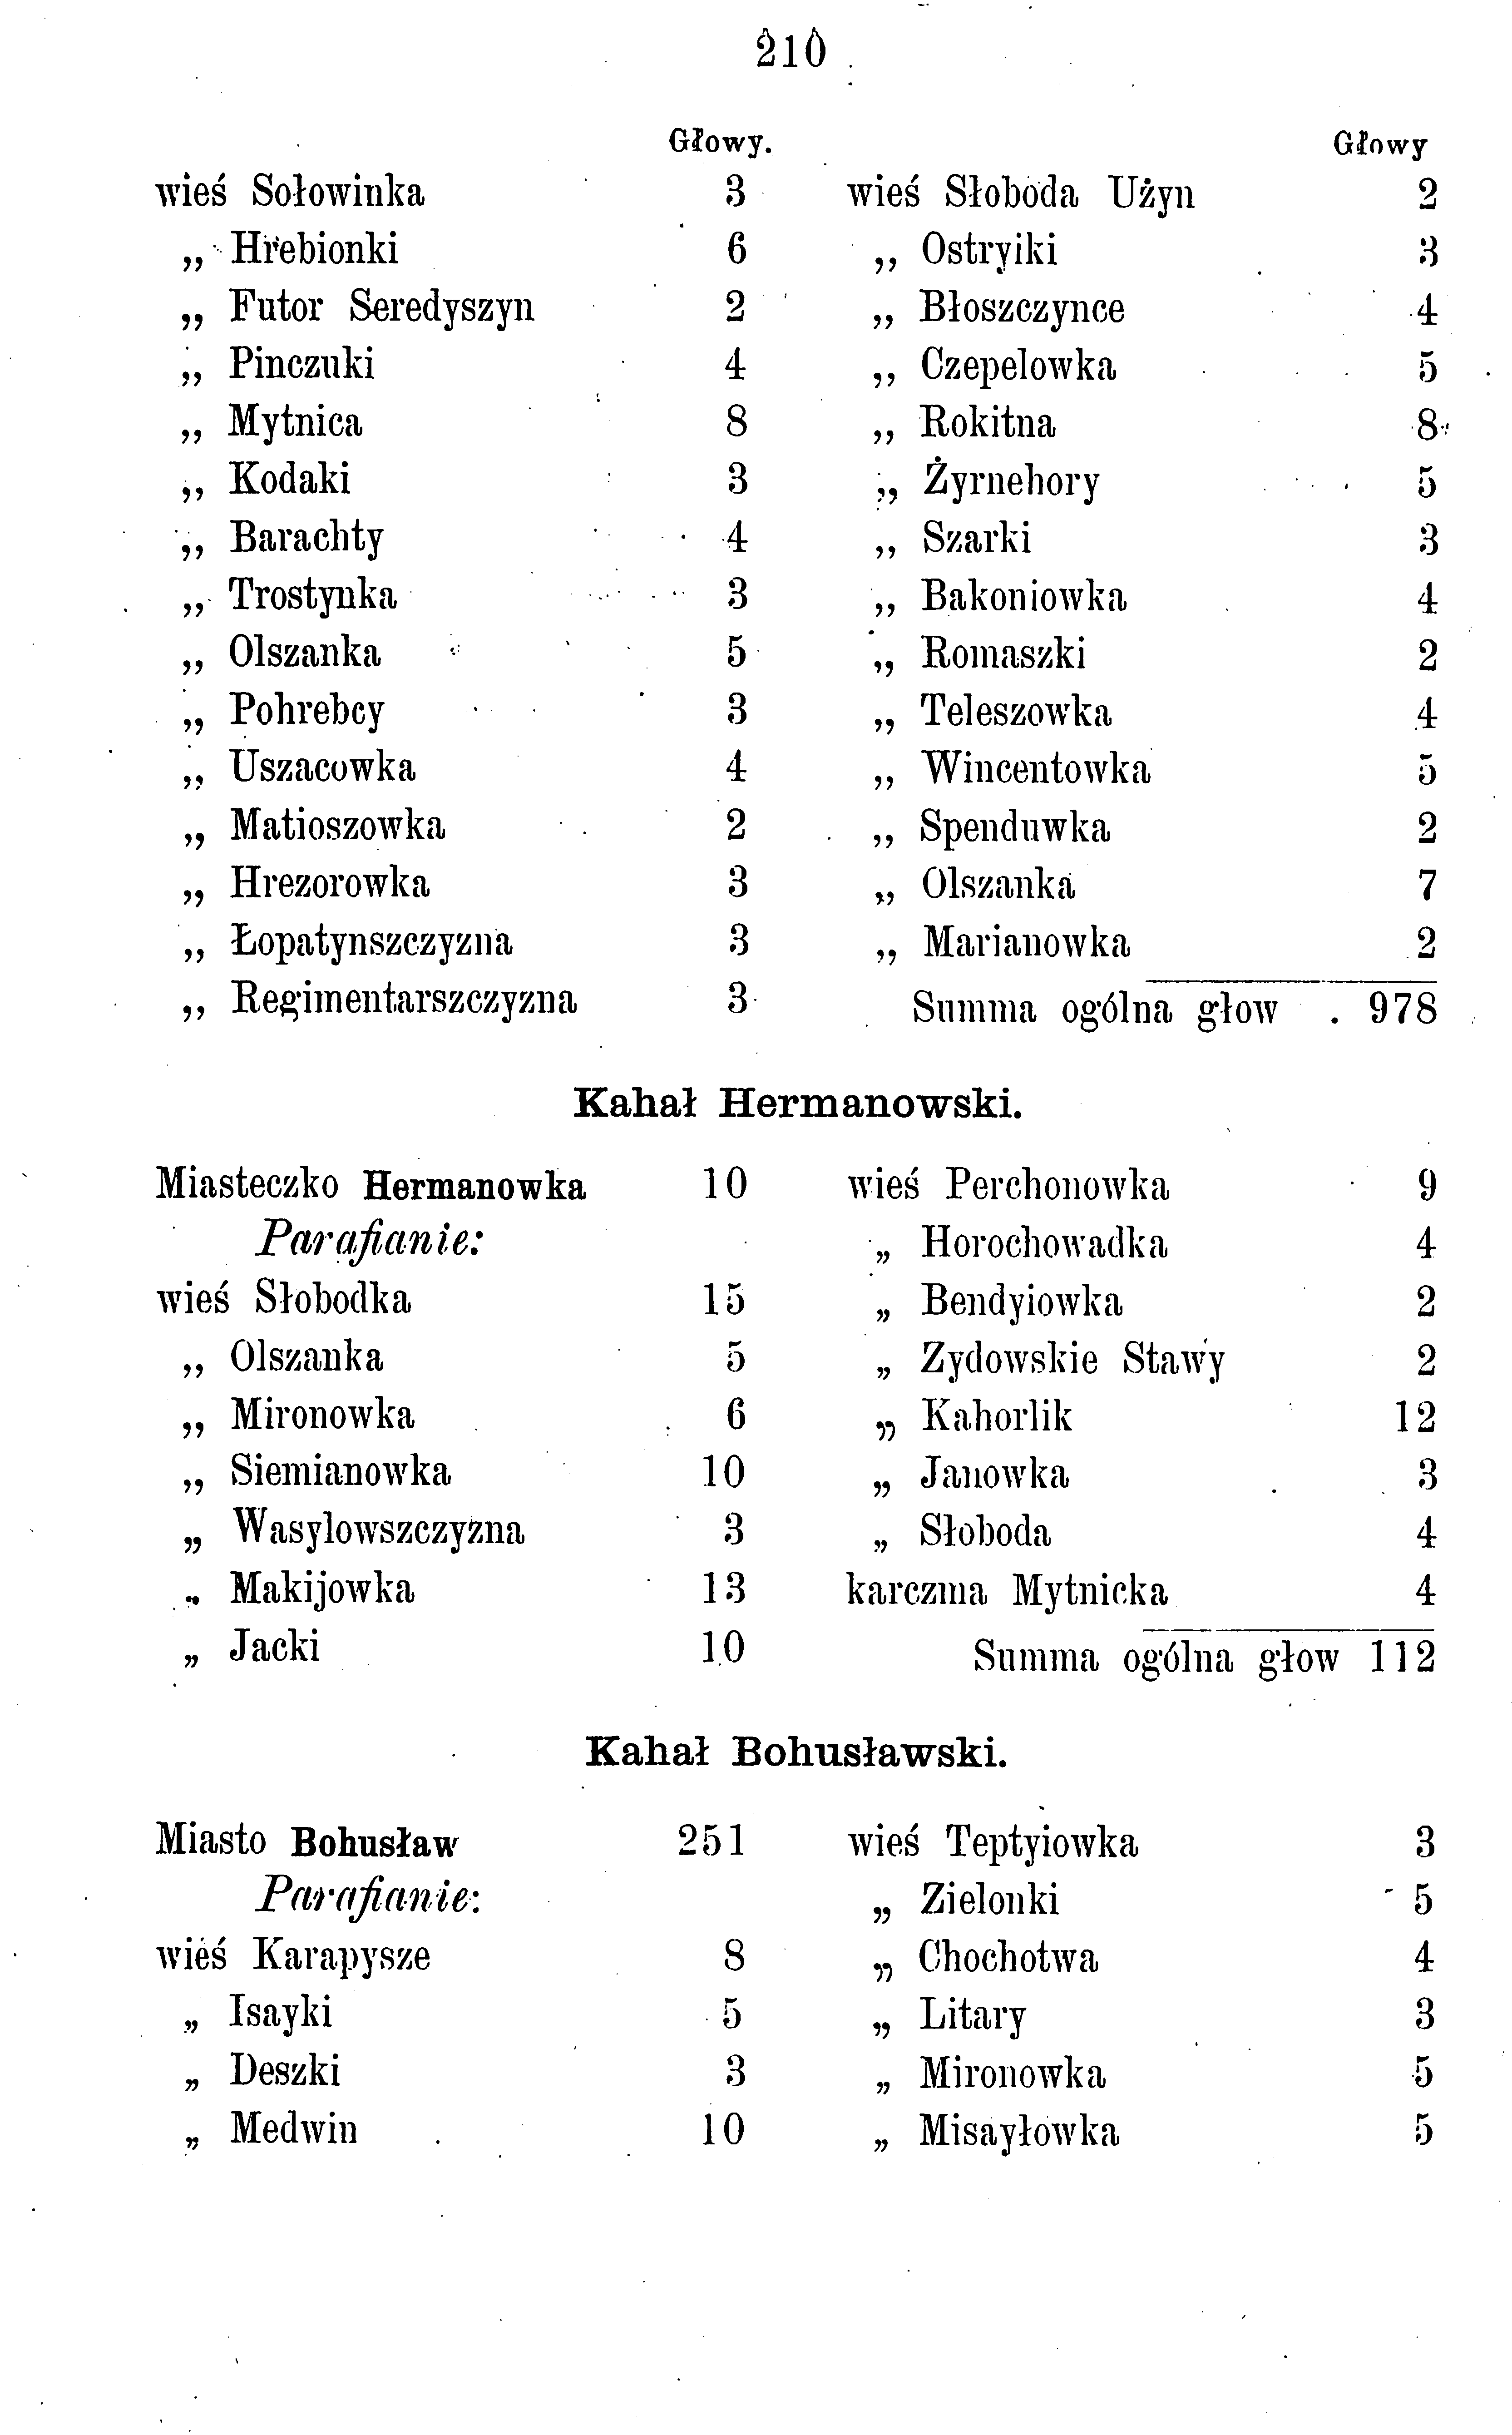 210
Głowy.
wieś Sołowinka 3
„ Hrebionki 6
„ Futor Seredyszyn 2
„ Pinczuki 4
„ Mytnica 8
„ Kodaki 3
„ Barachty 4
„ Trostynka 3
„ Olszanka 5
„ Pohrebcy 3
„ Uszacowka 4
„ Matioszowka 2
„ Hrezorowka 3
„ Łopatynszczyzna 3
„ Regimentarszczyzna 3
Głowy
wieś Słoboda Użyn 2
„ Ostryiki 3
„ Błoszczynce 4
„ Czepelowka 5
„ Rokitna 8
„ Żyrnehory 5
„ Szarki 3
„ Bakoniowka 4
„ Romaszki 2
„ Teleszowka 4
„ Wincentowka 5
„ Spenduwka 2
„ Olszanka 7
„ Marianowka 2
Summa ogólna głow . 978
Kahał Hermanowski.
Miasteczko Hermanowka 10
Parafianie:
wieś Słobodka 15
„ Olszanka 5
„ Mironowka 6
„ Siemianowka 10
„ Wasylowszczyzna 3
„ Makijowka 13
„ Jacki 10
wieś Perchonowka 9
„ Horochowadka 4
„ Bendyiowka 2
„ Zydowskie Stawy 2
„ Kahorlik 12
„ Janowka 3
„ Słoboda 4
karczma Mytnicka 4
Summa ogólna głow 112
Kahał Bohusławski.
Miasto Bohusław 251
Parafianie:
wieś Karapysze 8
„ Isayki 5
„ Deszki 3
„ Medwin 10
wieś Teptyiowka 3
„ Zielonki 5
„ Chochotwa 4
„ Litary 3
„ Mironowka 5
„ Misayłowka 5